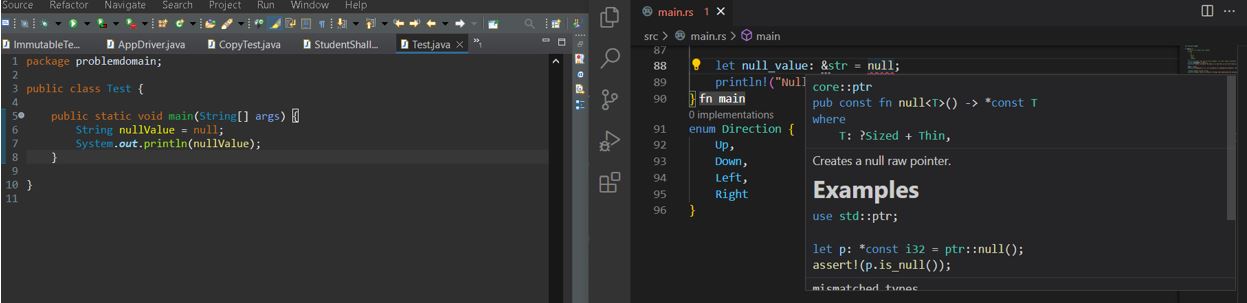 Source Refactor Navigate Search Project Run Window Help
ImmutableTe... AppDriver.java CopyTest.java StudentShall... Test.java »1
1 package problemdomain;
2
3 public class Test {
4
5 public static void main(String[] args) {
6 String nullValue = null;
7 System.out.println(nullValue);
8 }
9
10 }
11
main.rs 1
src > main.rs > main
87
88 let null_value: &str = null;
89 println!("Nul
90 } fn main
0 implementations
91 enum Direction {
92 Up,
93 Down,
94 Left,
95 Right
96 }
core::ptr
pub const fn null<T>() -> *const T
where
T: ?Sized + Thin,
Creates a null raw pointer.
Examples
use std::ptr;
let p: *const i32 = ptr::null();
assert!(p.is_null());
mismatched types